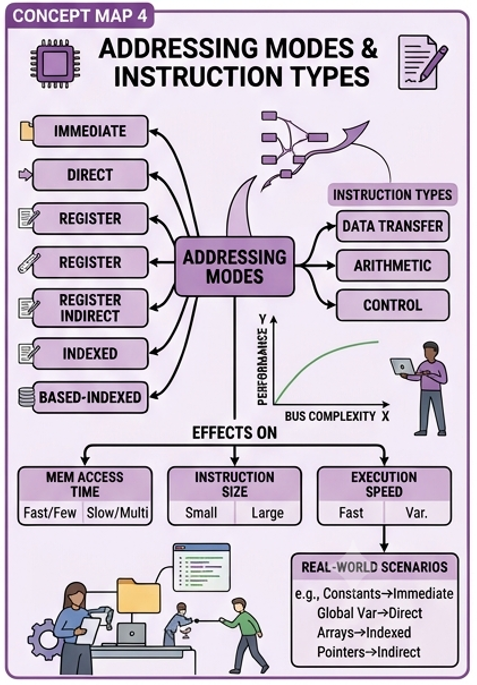 CONCEPT MAP 4
ADDRESSING MODES &
INSTRUCTION TYPES
IMMEDIATE
DIRECT
REGISTER
REGISTER
REGISTER
INDIRECT
INDEXED
BASED-INDEXED
ADDRESSING
MODES
INSTRUCTION TYPES
DATA TRANSFER
ARITHMETIC
CONTROL
PERFORMANCE Y
BUS COMPLEXITY X
EFFECTS ON
MEM ACCESS
TIME
Fast/Few Slow/Multi
INSTRUCTION
SIZE
Small Large
EXECUTION
SPEED
Fast Var.
REAL-WORLD SCENARIOS
e.g., Constants→Immediate
Global Var→Direct
Arrays→Indexed
Pointers→Indirect